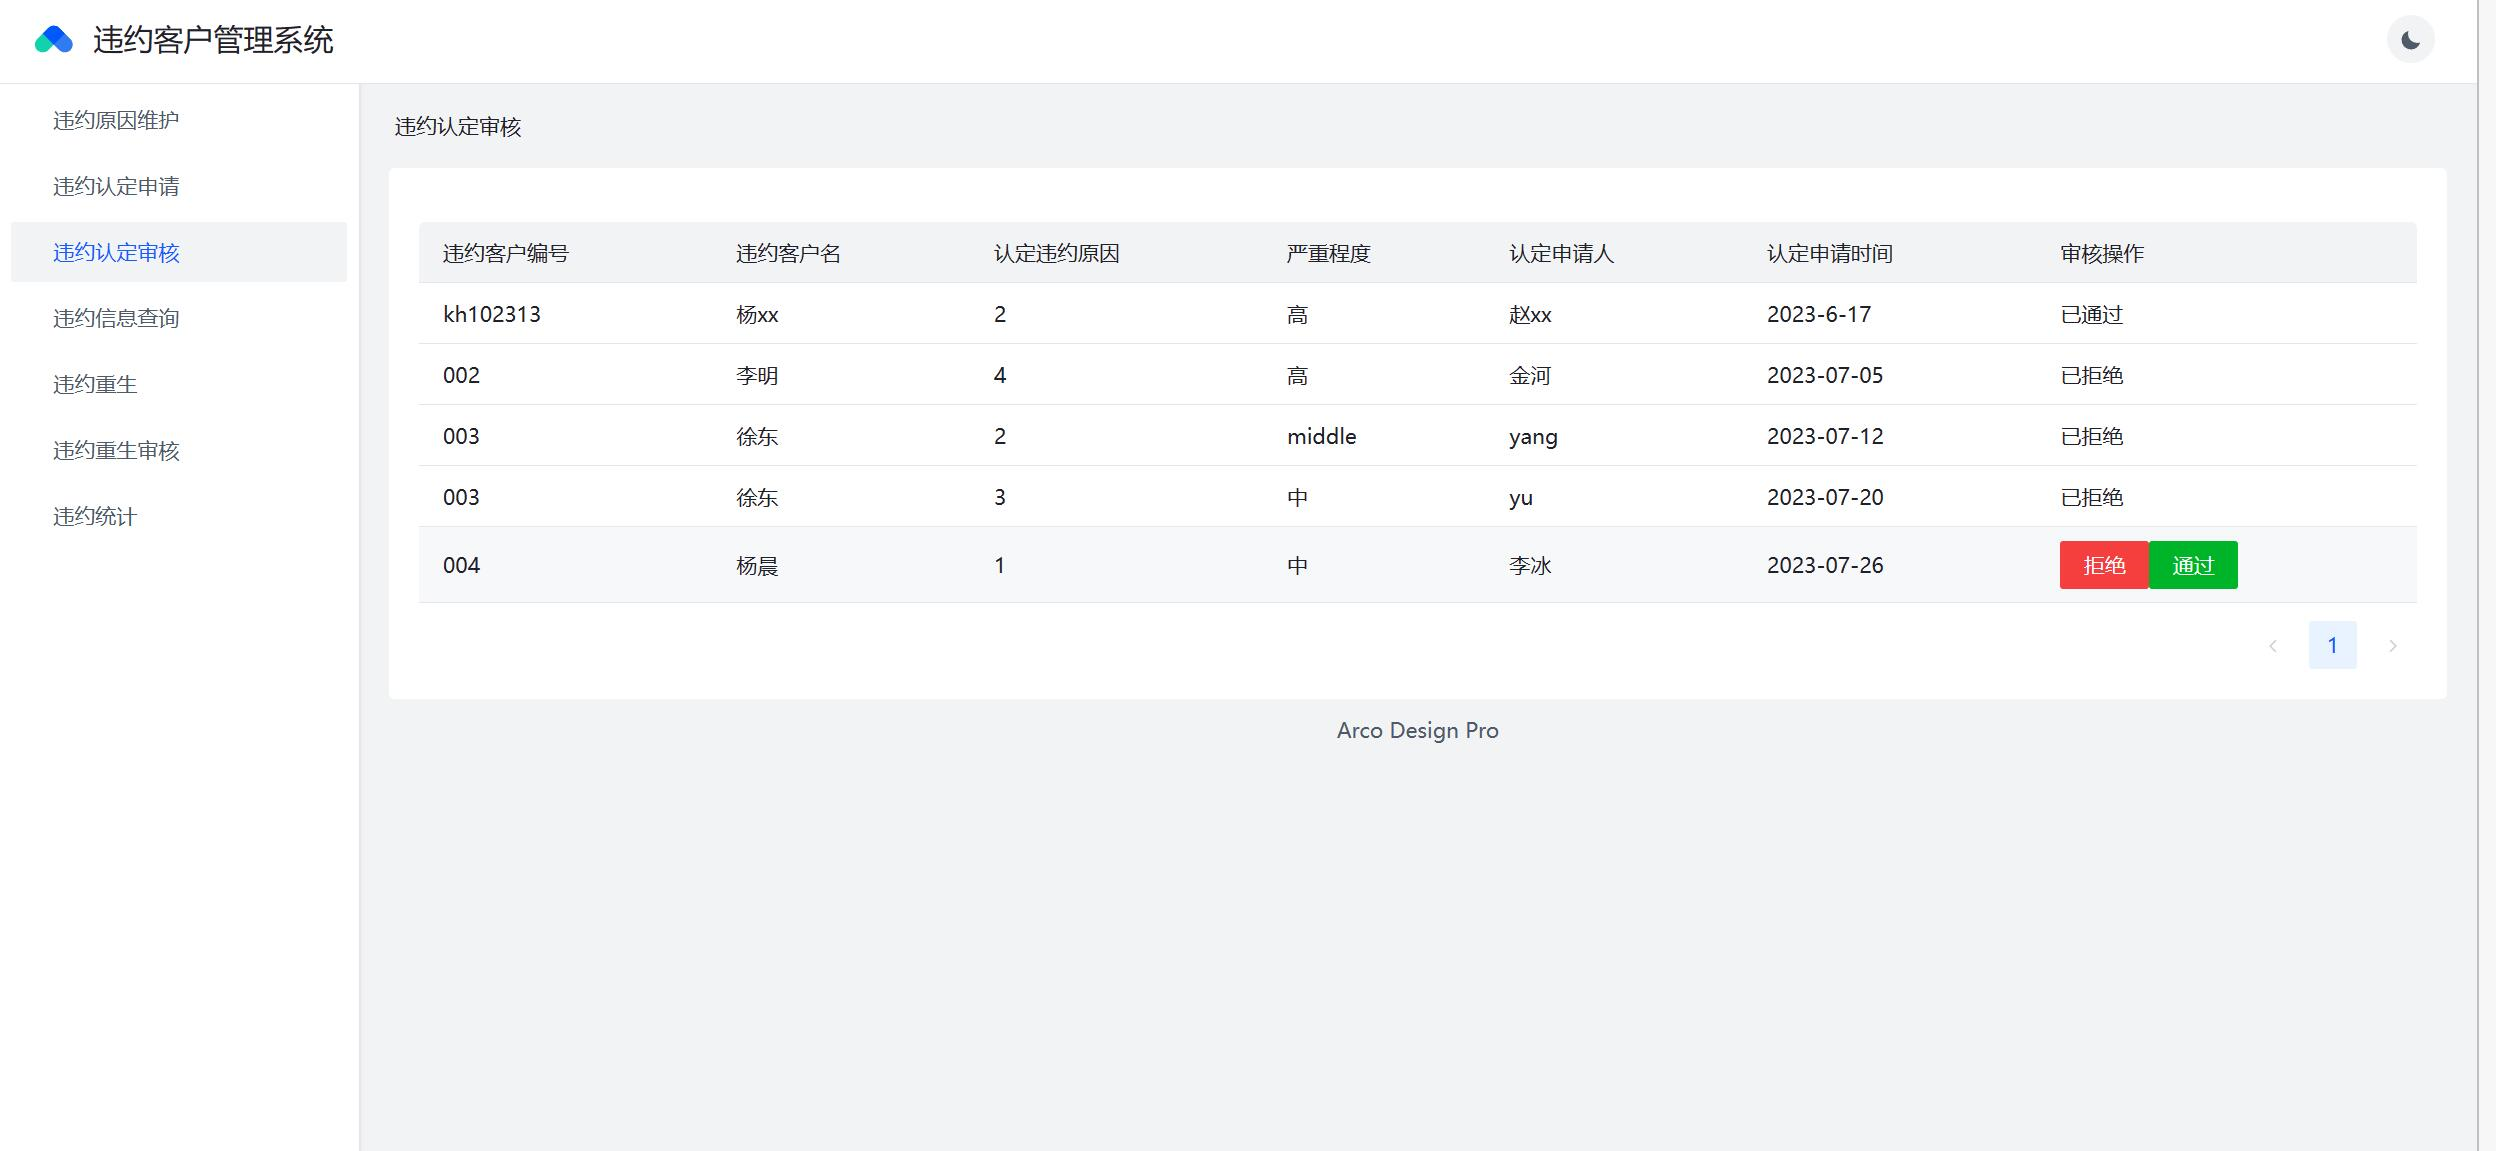 违约客户管理系统
违约原因维护
违约认定申请
违约认定审核
违约信息查询
违约重生
违约重生审核
违约统计
违约认定审核
违约客户编号 违约客户名 认定违约原因 严重程度 认定申请人 认定申请时间 审核操作
kh102313 杨xx 2 高 赵xx 2023-6-17 已通过
002 李明 4 高 金河 2023-07-05 已拒绝
003 徐东 2 middle yang 2023-07-12 已拒绝
003 徐东 3 中 yu 2023-07-20 已拒绝
004 杨晨 1 中 李冰 2023-07-26 拒绝 通过
1
Arco Design Pro